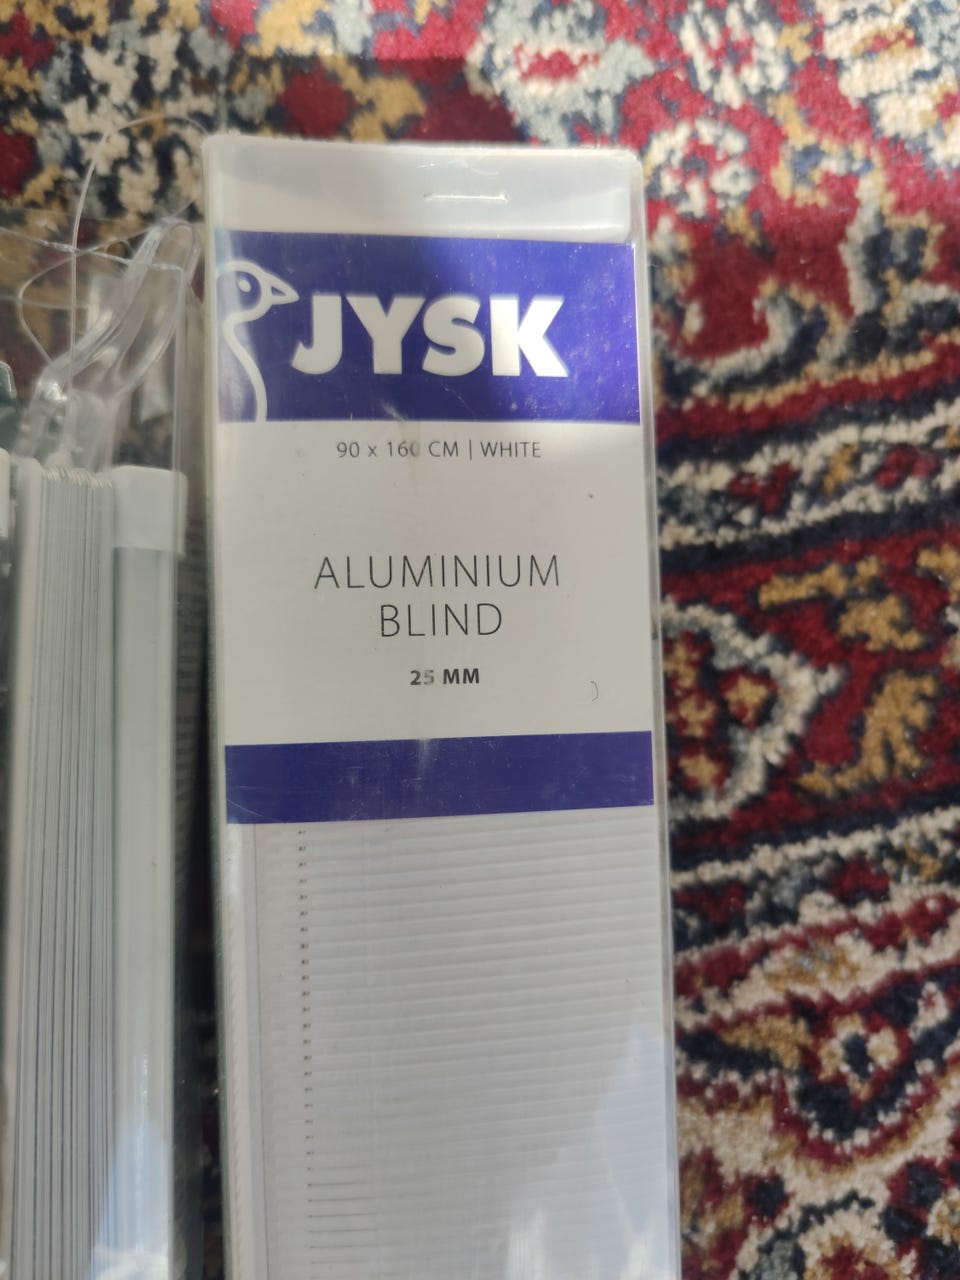 JYSK
90 x 160 CM | WHITE
ALUMINIUM
BLIND
25 MM